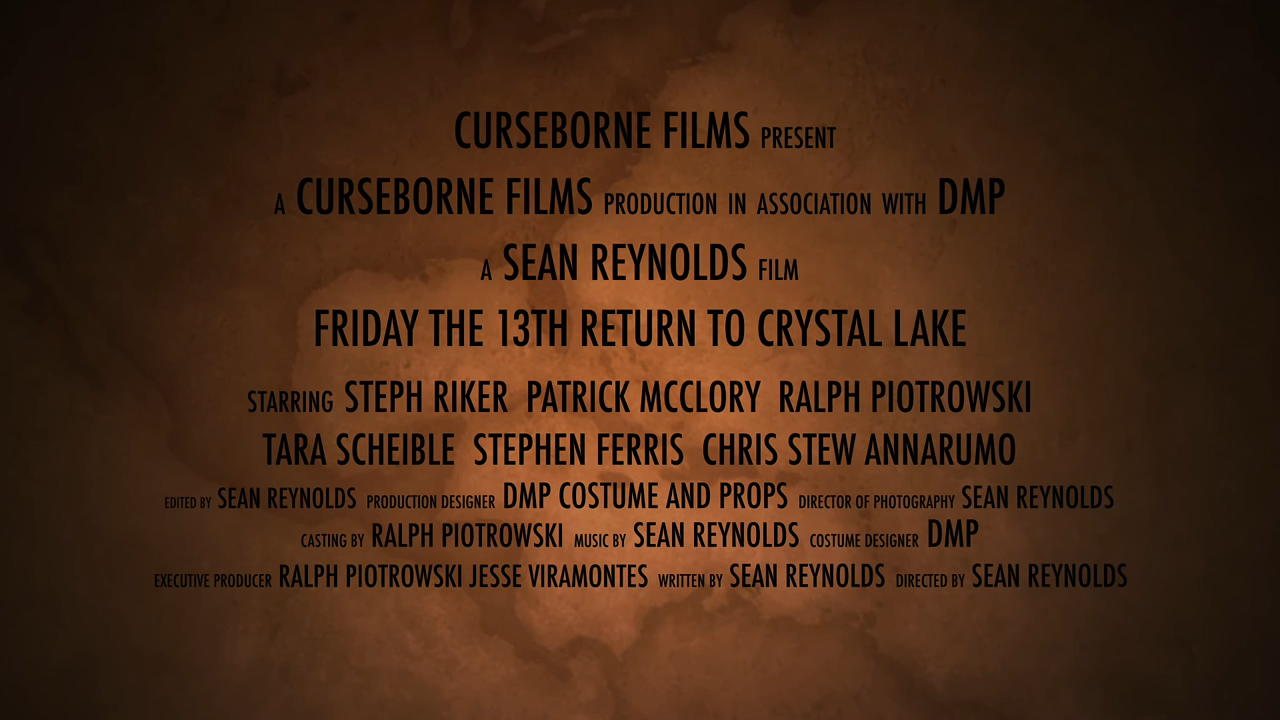 CURSEBORNE FILMS PRESENT
A CURSEBORNE FILMS PRODUCTION IN ASSOCIATION WITH DMP
A SEAN REYNOLDS FILM
FRIDAY THE 13TH RETURN TO CRYSTAL LAKE
STARRING STEPH RIKER PATRICK MCCLORY RALPH PIOTROWSKI
TARA SCHEIBLE STEPHEN FERRIS CHRIS STEW ANNARUMO
EDITED BY SEAN REYNOLDS PRODUCTION DESIGNER DMP COSTUME AND PROPS DIRECTOR OF PHOTOGRAPHY SEAN REYNOLDS
CASTING BY RALPH PIOTROWSKI MUSIC BY SEAN REYNOLDS COSTUME DESIGNER DMP
EXECUTIVE PRODUCER RALPH PIOTROWSKI JESSE VIRAMONTES WRITTEN BY SEAN REYNOLDS DIRECTED BY SEAN REYNOLDS